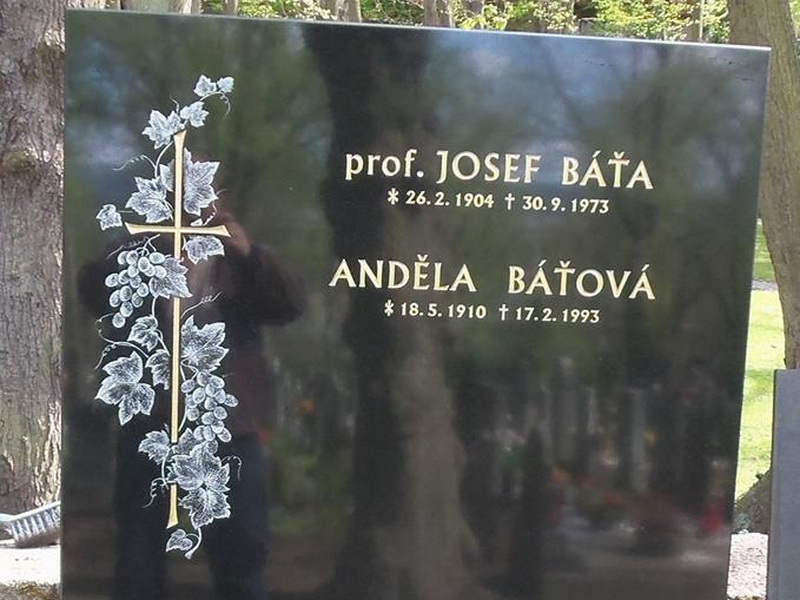 prof. JOSEF BÁŤA
* 26. 2. 1904 † 30. 9. 1973
ANDĚLA BÁŤOVÁ
* 18. 5. 1910 † 17. 2. 1993